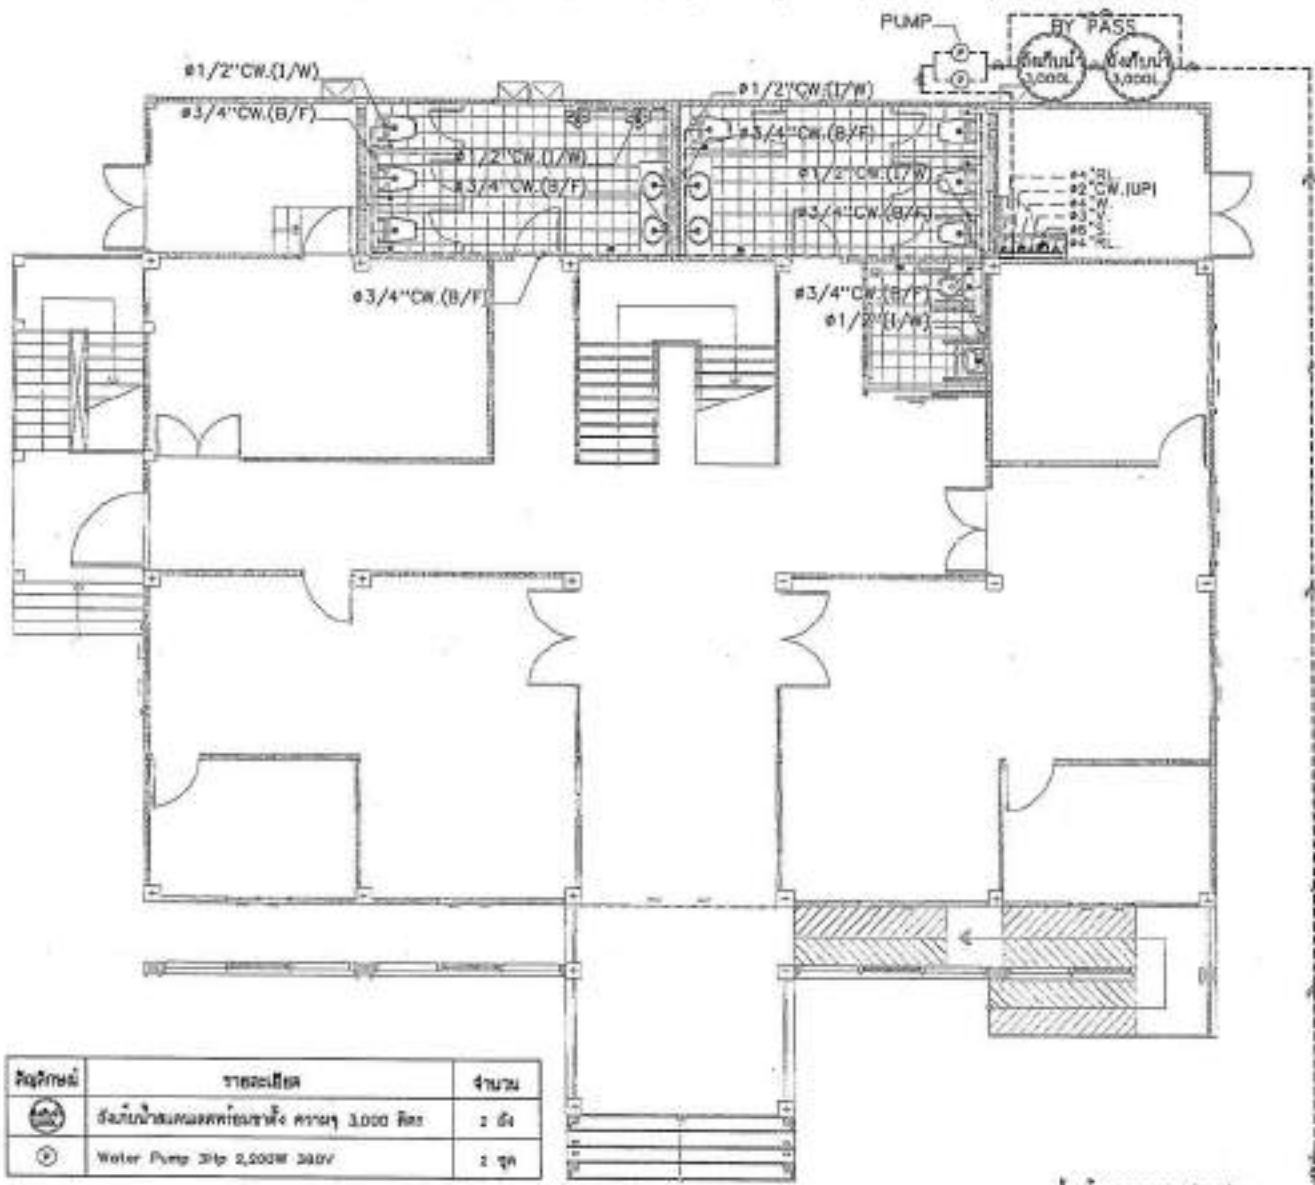 PUMP
BY PASS
ถังเก็บน้ำ
3,000L
ถังเก็บน้ำ
3,000L
ø1/2"CW.(I/W)
ø3/4"CW.(B/F)
ø1/2"CW.(I/W)
ø3/4"CW.(B/F)
ø3/4"CW.(B/F)
ø1/2"CW.(I/W)
ø3/4"CW.(B/F)
ø1/2"CW.(I/W)
ø3/4"CW.(B/F)
ø3/4"CW.(B/F)
ø1/2"(I/W)
ø4"RL.
ø2"CW.(UP)
ø4"W.
ø4"RL.
สัญลักษณ์ รายละเอียด จำนวน
ถังเก็บน้ำสแตนเลสพร้อมขาตั้ง ความจุ 3,000 ลิตร 2 ถัง
P Water Pump 3Hp 2,200W 380V 2 ชุด